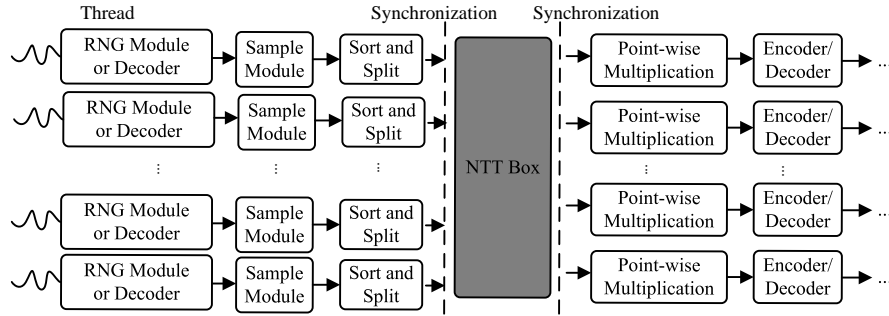 Thread
Synchronization
Synchronization
RNG Module
or Decoder
Sample
Module
Sort and
Split
Point-wise
Multiplication
Encoder/
Decoder
...
RNG Module
or Decoder
Sample
Module
Sort and
Split
Point-wise
Multiplication
Encoder/
Decoder
...
...
...
...
NTT Box
...
...
RNG Module
or Decoder
Sample
Module
Sort and
Split
Point-wise
Multiplication
Encoder/
Decoder
...
RNG Module
or Decoder
Sample
Module
Sort and
Split
Point-wise
Multiplication
Encoder/
Decoder
...